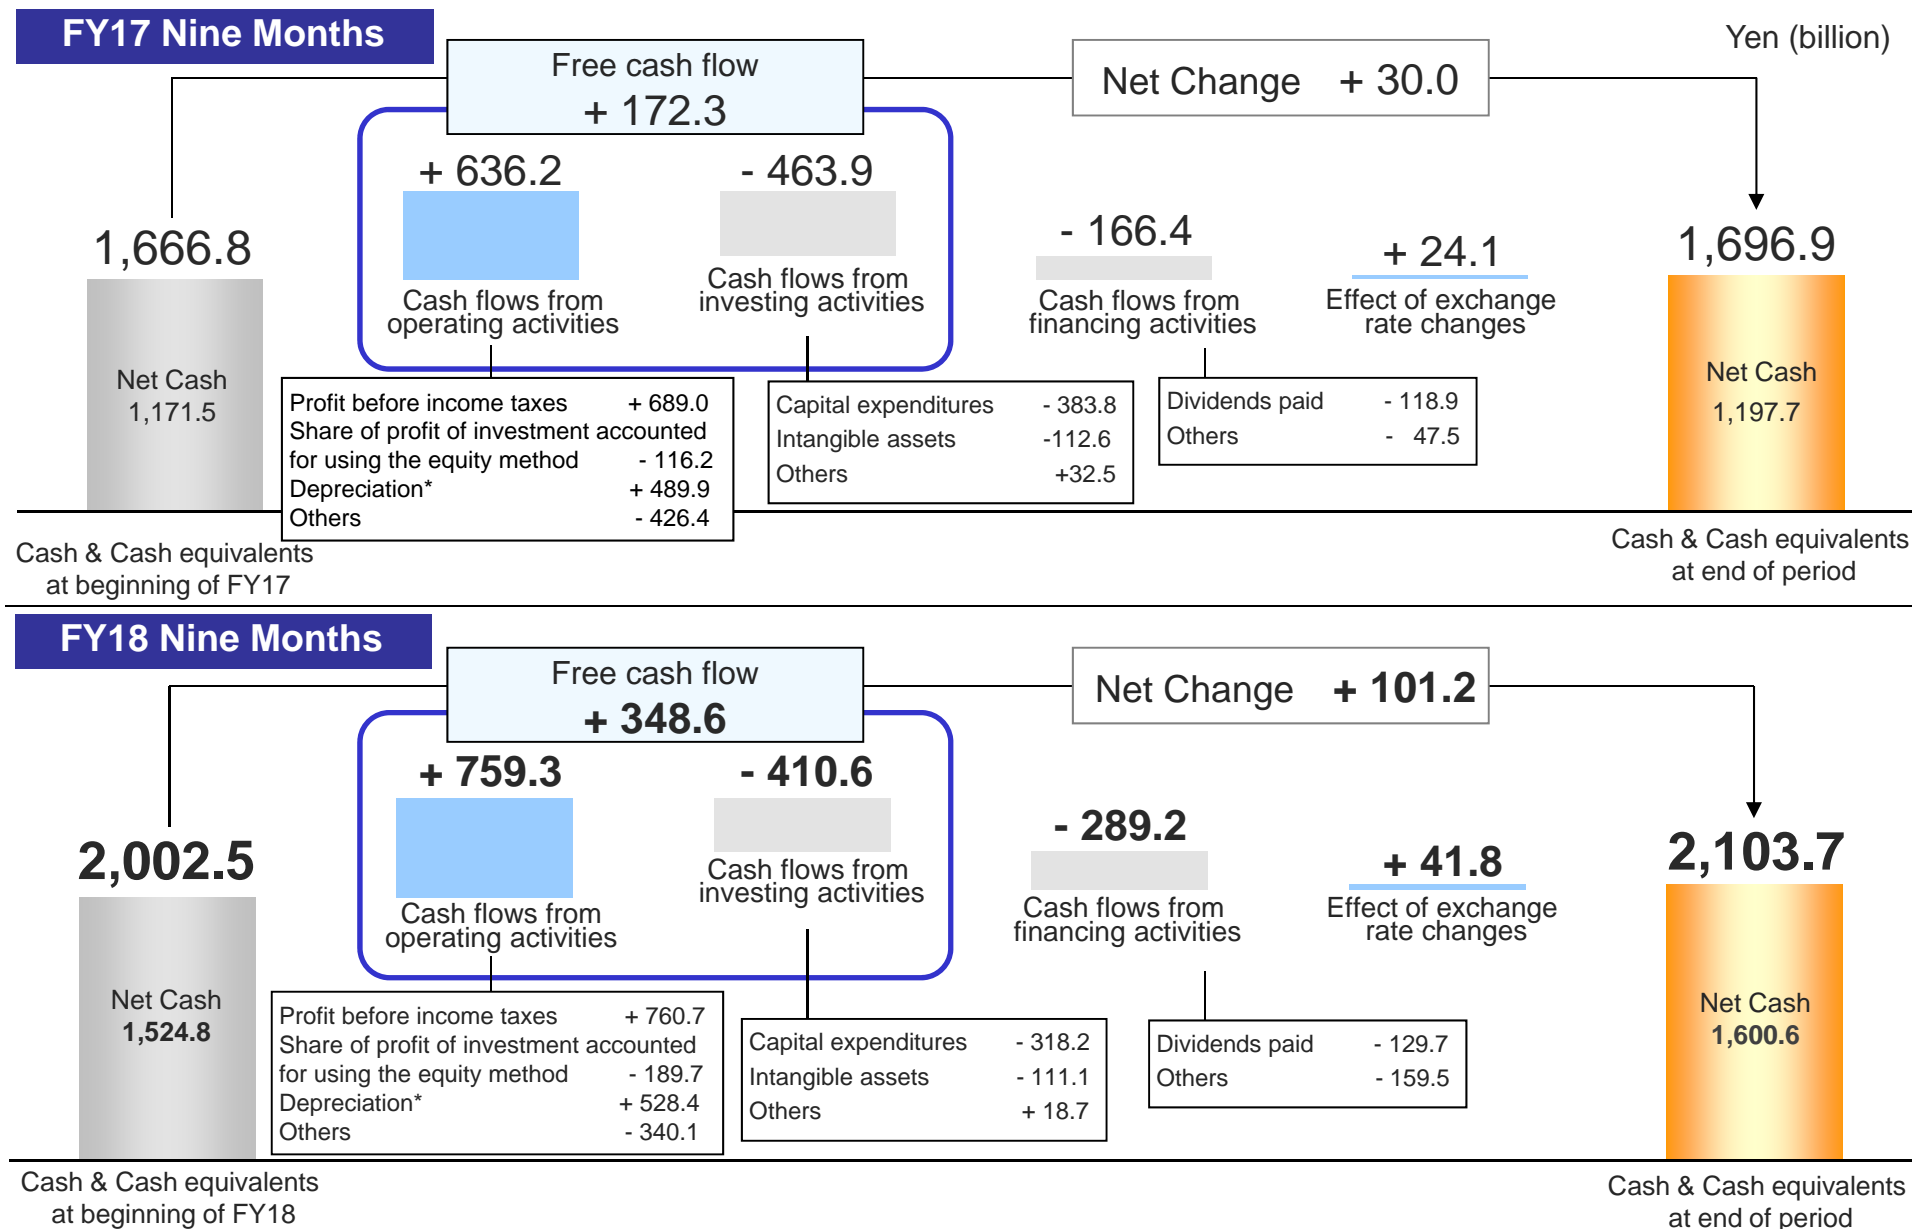 FY17 Nine Months
Yen (billion)
Free cash flow
+ 172.3
Net Change + 30.0
+ 636.2
- 463.9
- 166.4
+ 24.1
1,666.8
1,696.9
Cash flows from
operating activities
Cash flows from
investing activities
Cash flows from
financing activities
Effect of exchange
rate changes
Net Cash
1,171.5
Net Cash
1,197.7
Profit before income taxes + 689.0
Share of profit of investment accounted
for using the equity method - 116.2
Depreciation* + 489.9
Others - 426.4
Capital expenditures - 383.8
Intangible assets -112.6
Others +32.5
Dividends paid - 118.9
Others - 47.5
Cash & Cash equivalents
at beginning of FY17
Cash & Cash equivalents
at end of period
FY18 Nine Months
Free cash flow
+ 348.6
Net Change + 101.2
+ 759.3
- 410.6
- 289.2
+ 41.8
2,002.5
2,103.7
Cash flows from
operating activities
Cash flows from
investing activities
Cash flows from
financing activities
Effect of exchange
rate changes
Net Cash
1,524.8
Net Cash
1,600.6
Profit before income taxes + 760.7
Share of profit of investment accounted
for using the equity method - 189.7
Depreciation* + 528.4
Others - 340.1
Capital expenditures - 318.2
Intangible assets - 111.1
Others + 18.7
Dividends paid - 129.7
Others - 159.5
Cash & Cash equivalents
at beginning of FY18
Cash & Cash equivalents
at end of period